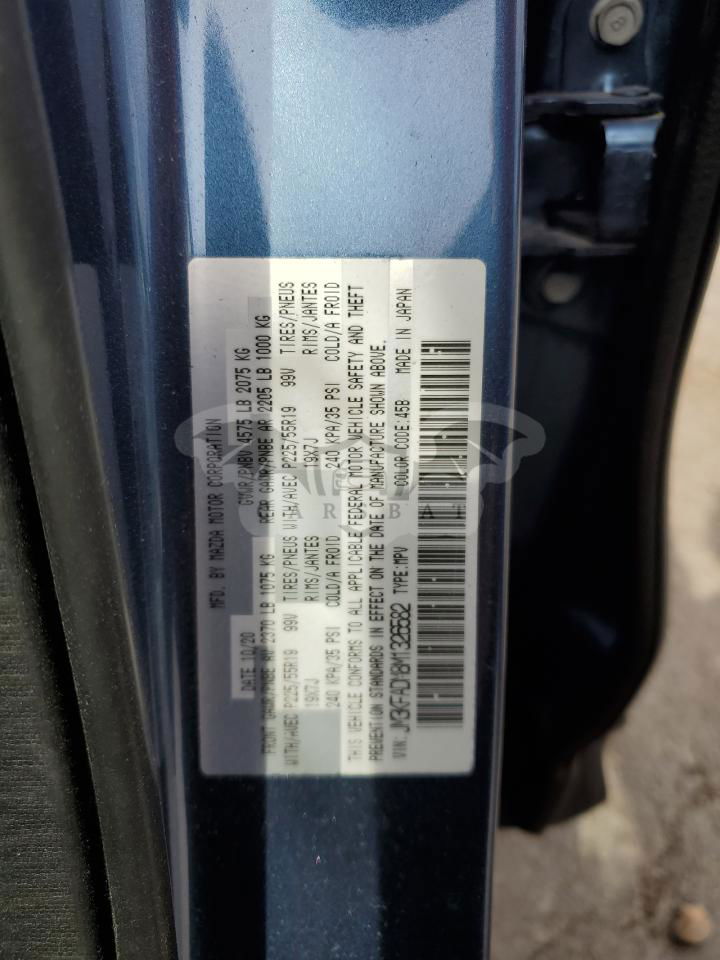 MFD. BY MAZDA MOTOR CORPORATION
DATE 10/20 GVWR/PNBV 4575 LB 2075 KG
FRONT GAWR/PNBE AV 2370 LB 1075 KG REAR GAWR/PNBE AR 2205 LB 1000 KG
WITH/AVEC P225/55R19 99V TIRES/PNEUS WITH/AVEC P225/55R19 99V TIRES/PNEUS
19X7J RIMS/JANTES 19X7J RIMS/JANTES
240 KPA/35 PSI COLD/A FROID 240 KPA/35 PSI COLD/A FROID
THIS VEHICLE CONFORMS TO ALL APPLICABLE FEDERAL MOTOR VEHICLE SAFETY AND THEFT
PREVENTION STANDARDS IN EFFECT ON THE DATE OF MANUFACTURE SHOWN ABOVE.
VIN:JM3KFADY8M1326582 TYPE:MPV COLOR CODE:45B MADE IN JAPAN
ARBAT
8